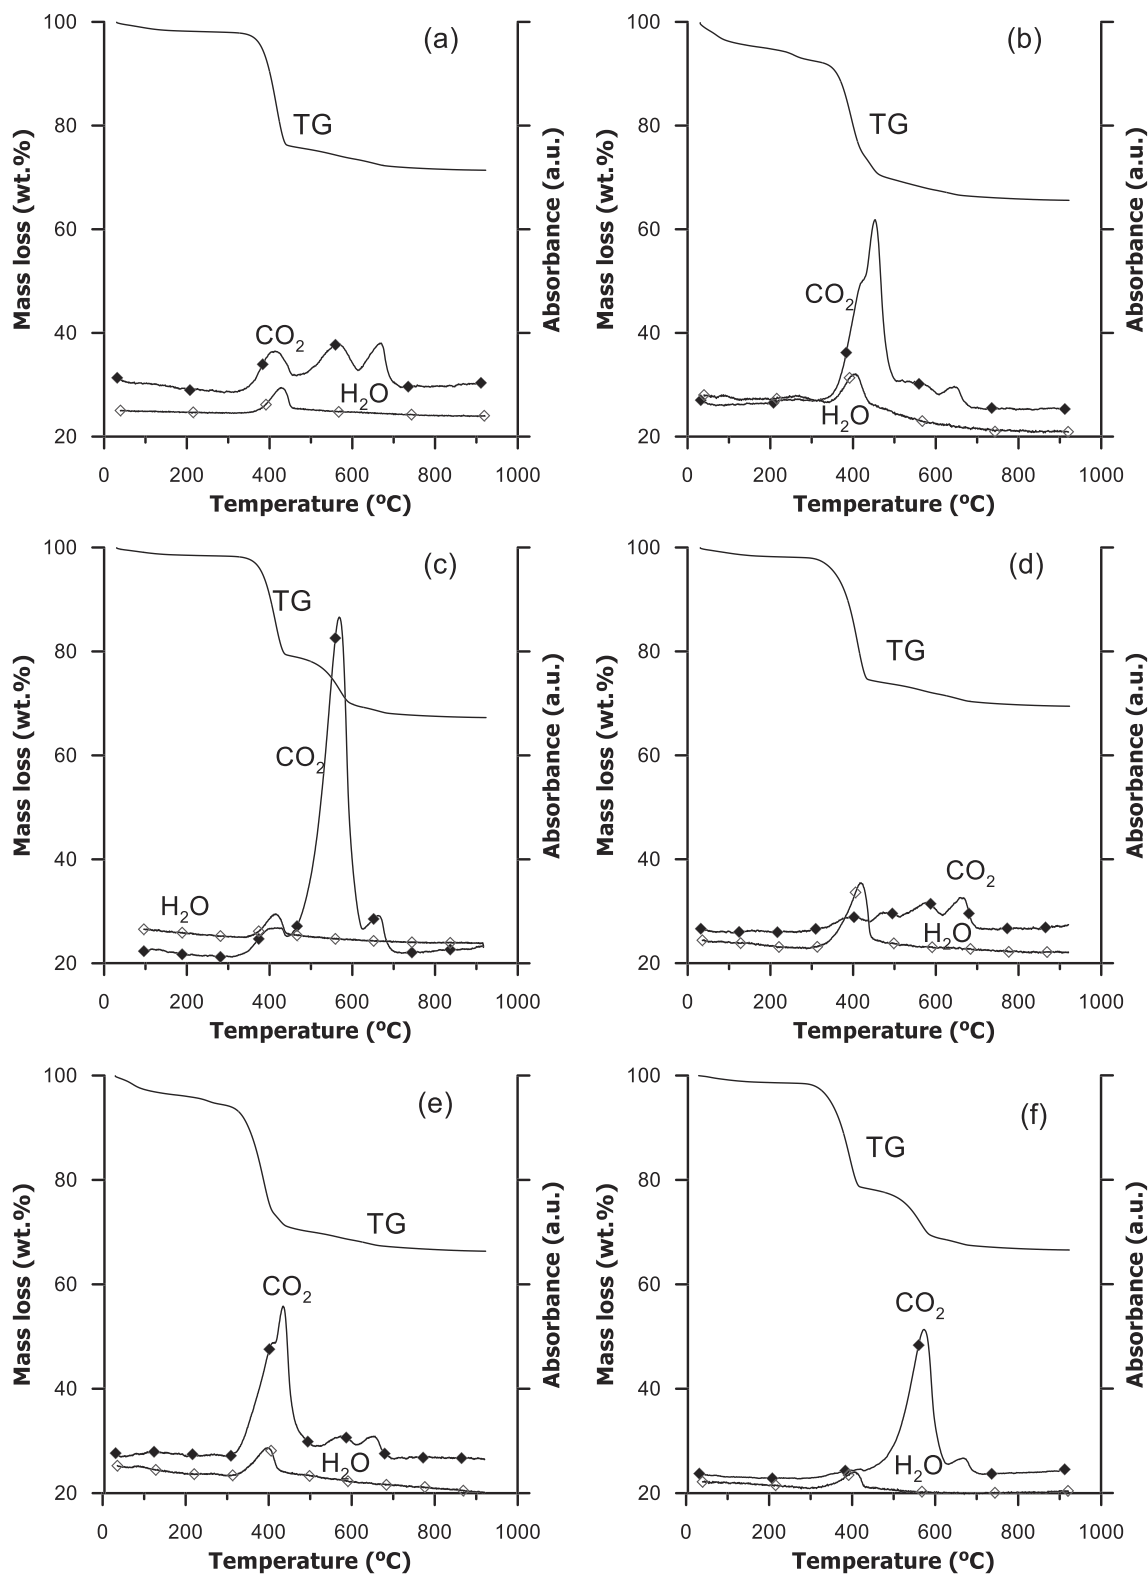 100
80
60
40
20
0 200 400 600 800 1000
Temperature (⁰C)
Mass loss (wt.%)
Absorbance (a.u.)
(a)
TG
CO₂
H₂O
100
80
60
40
20
0 200 400 600 800 1000
Temperature (⁰C)
Mass loss (wt.%)
Absorbance (a.u.)
(b)
TG
CO₂
H₂O
100
80
60
40
20
0 200 400 600 800 1000
Temperature (⁰C)
Mass loss (wt.%)
Absorbance (a.u.)
(c)
TG
CO₂
H₂O
100
80
60
40
20
0 200 400 600 800 1000
Temperature (⁰C)
Mass loss (wt.%)
Absorbance (a.u.)
(d)
TG
CO₂
H₂O
100
80
60
40
20
0 200 400 600 800 1000
Temperature (⁰C)
Mass loss (wt.%)
Absorbance (a.u.)
(e)
TG
CO₂
H₂O
100
80
60
40
20
0 200 400 600 800 1000
Temperature (⁰C)
Mass loss (wt.%)
Absorbance (a.u.)
(f)
TG
CO₂
H₂O